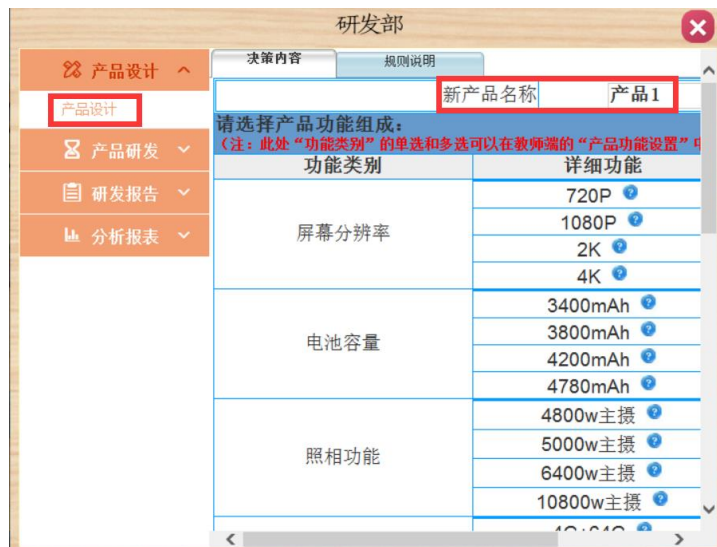 研发部
产品设计
产品设计
产品研发
研发报告
分析报表
决策内容
规则说明
新产品名称
产品1
请选择产品功能组成：
（注：此处“功能类别”的单选和多选可以在教师端的“产品功能设置”中
功能类别
详细功能
屏幕分辨率
720P
1080P
2K
4K
电池容量
3400mAh
3800mAh
4200mAh
4780mAh
照相功能
4800w主摄
5000w主摄
6400w主摄
10800w主摄